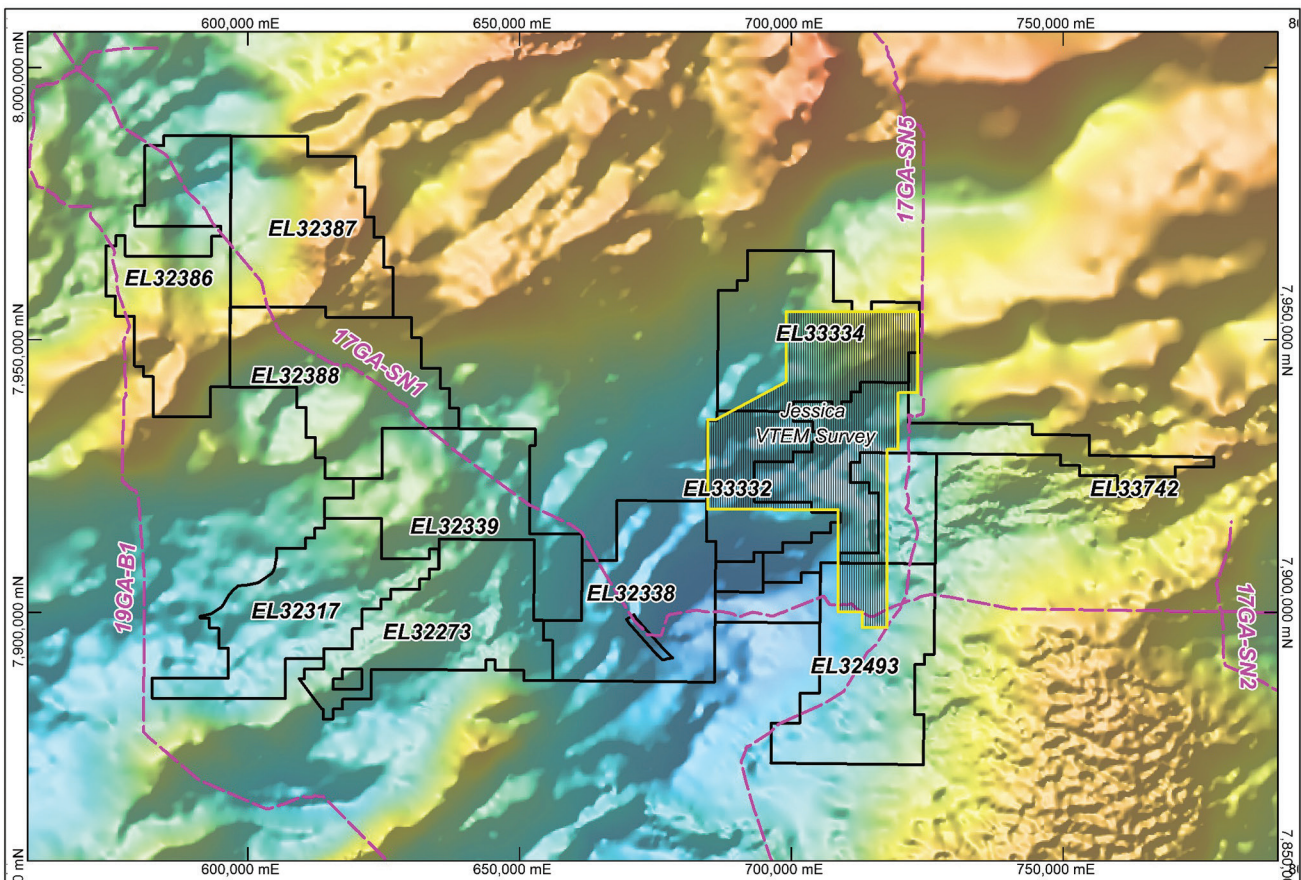 600,000 mE
650,000 mE
700,000 mE
750,000 mE
8,000,000 mN
17GA-SN5
EL32387
EL32386
7,950,000 mN
7,950,000 mN
EL33334
17GA-SN1
EL32388
Jessica
VTEM Survey
EL33332
EL33742
EL32339
19GA-B1
EL32317
EL32338
7,900,000 mN
7,900,000 mN
EL32273
17GA-SN2
EL32493
600,000 mE
650,000 mE
700,000 mE
750,000 mE